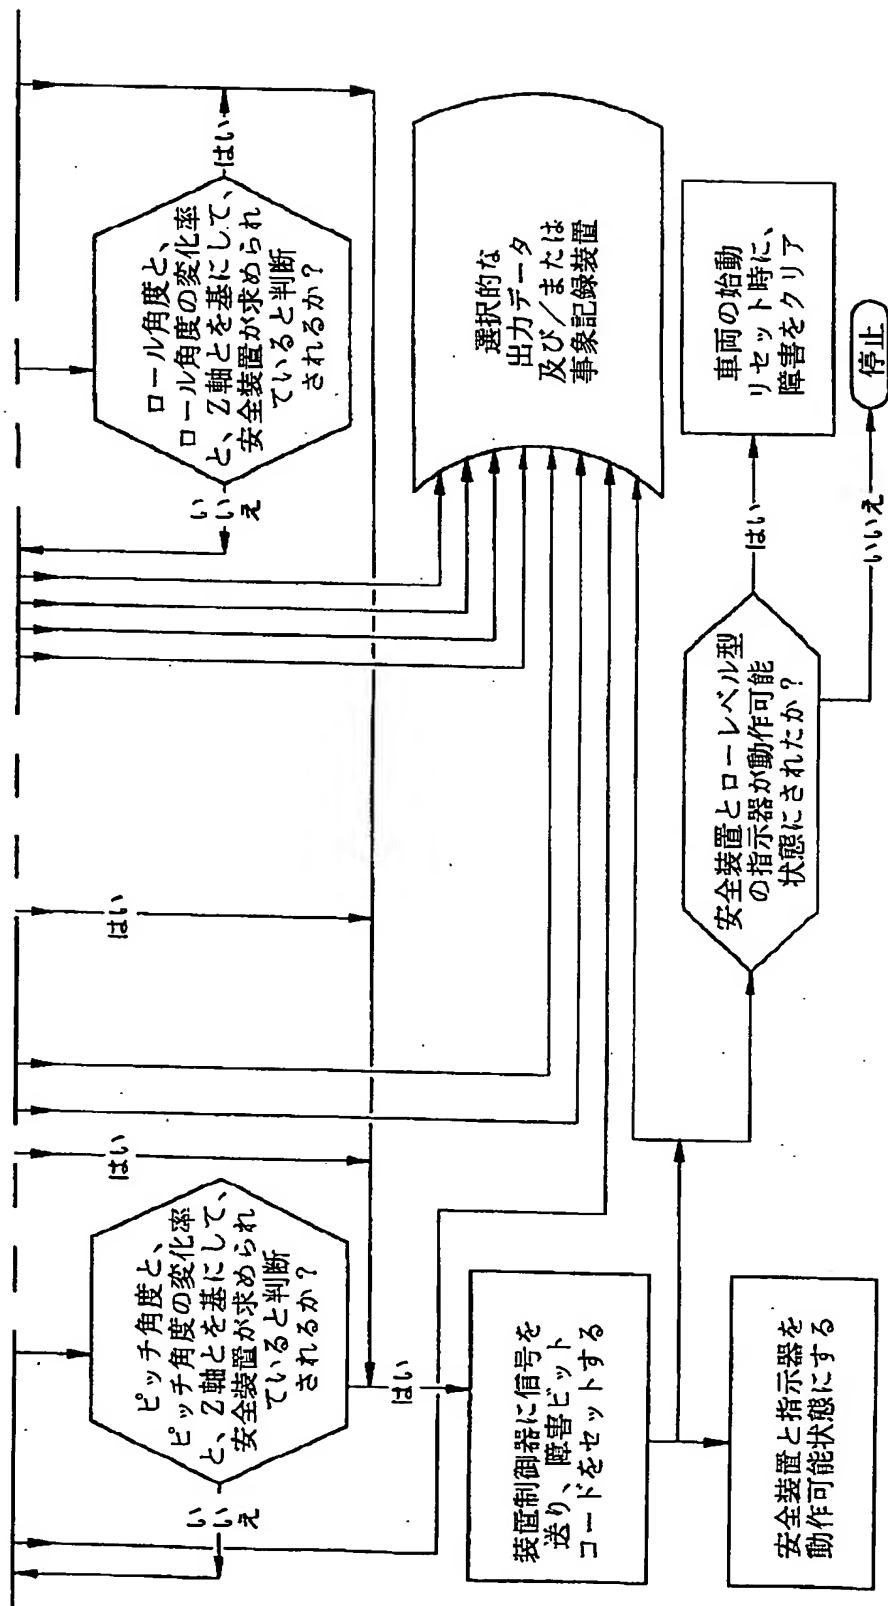 ピッチ角度と、
ピッチ角度の変化率
と、Z軸とを基にして、
安全装置が求められ
ていると判断
されるか?
いいえ
はい
はい
はい
ロール角度と、
ロール角度の変化率
と、Z軸とを基にして、
安全装置が求められ
ていると判断
されるか?
いいえ
はい
装置制御器に信号を
送り、障害ビット
コードをセットする
安全装置と指示器を
動作可能状態にする
選択的な
出力データ
及び/または
事象記録装置
安全装置とローレベル型
の指示器が動作可能
状態にされたか?
はい
いいえ
車両の始動
リセット時に、
障害をクリア
停止